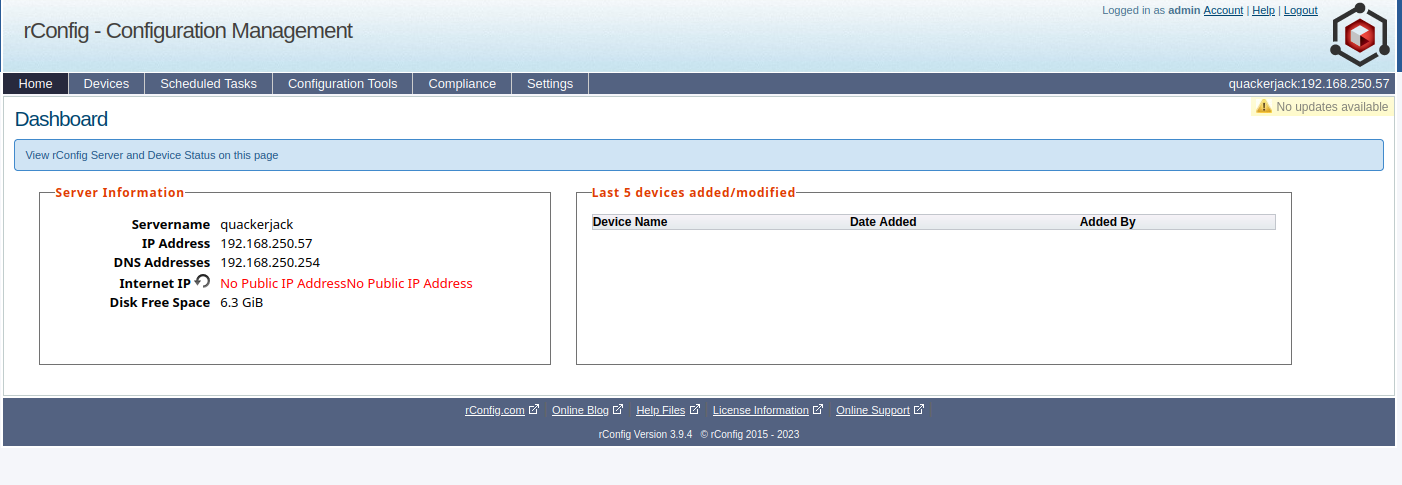 Logged in as admin Account | Help | Logout
rConfig - Configuration Management
Home Devices Scheduled Tasks Configuration Tools Compliance Settings quackerjack:192.168.250.57
No updates available
Dashboard
View rConfig Server and Device Status on this page
Server Information
Servername quackerjack
IP Address 192.168.250.57
DNS Addresses 192.168.250.254
Internet IP No Public IP AddressNo Public IP Address
Disk Free Space 6.3 GiB
Last 5 devices added/modified
Device Name Date Added Added By
rConfig.com Online Blog Help Files License Information Online Support
rConfig Version 3.9.4 © rConfig 2015 - 2023